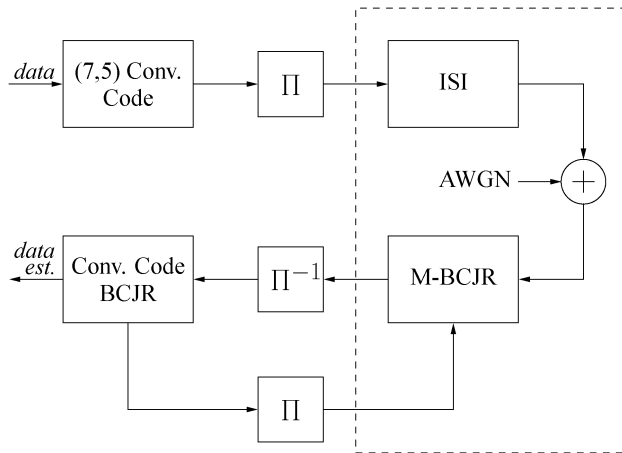 data
(7,5) Conv.
Code
Π
ISI
AWGN
+
data
est.
Conv. Code
BCJR
Π⁻¹
M-BCJR
Π